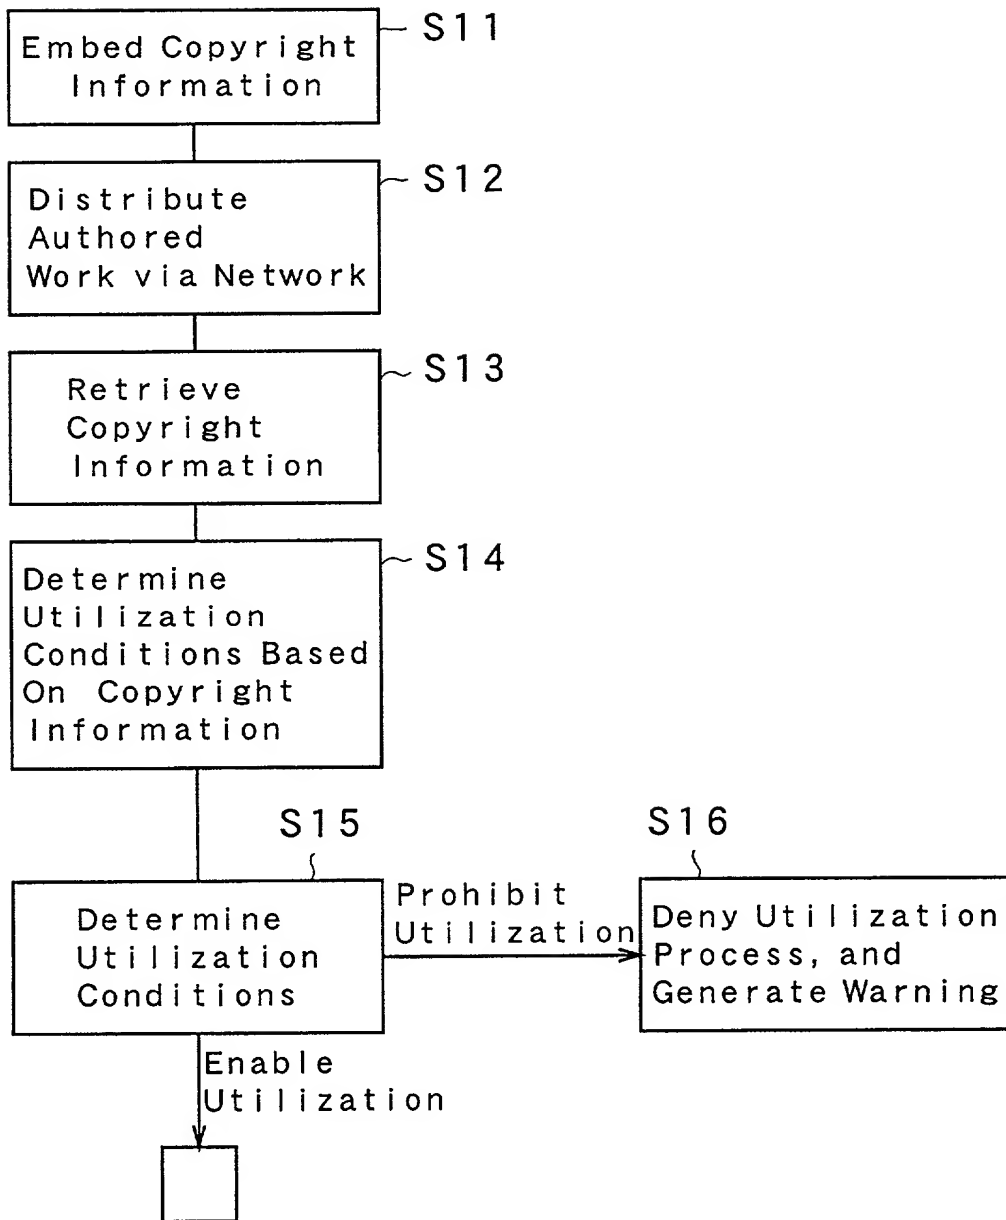 S11
Embed Copyright
Information
S12
Distribute
Authored
Work via Network
S13
Retrieve
Copyright
Information
S14
Determine
Utilization
Conditions Based
On Copyright
Information
S15
Determine
Utilization
Conditions
Prohibit
Utilization
S16
Deny Utilization
Process, and
Generate Warning
Enable
Utilization